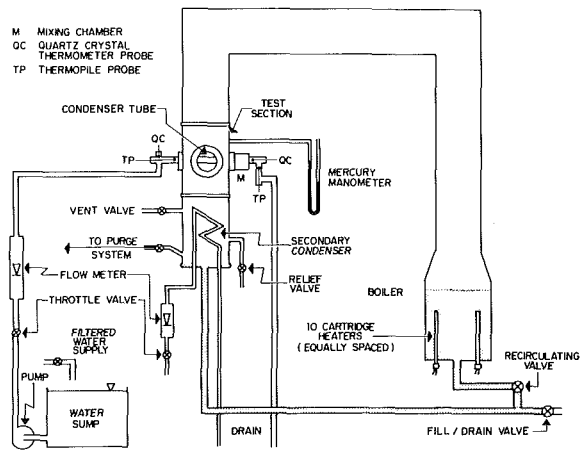 M MIXING CHAMBER
QC QUARTZ CRYSTAL
THERMOMETER PROBE
TP THERMOPILE PROBE
CONDENSER TUBE
TEST
SECTION
QC
TP
QC
M
TP
MERCURY
MANOMETER
VENT VALVE
TO PURGE
SYSTEM
SECONDARY
CONDENSER
FLOW METER
RELIEF
VALVE
BOILER
THROTTLE VALVE
FILTERED
WATER
SUPPLY
10 CARTRIDGE
HEATERS
(EQUALLY SPACED)
RECIRCULATING
VALVE
PUMP
WATER
SUMP
DRAIN
FILL / DRAIN VALVE